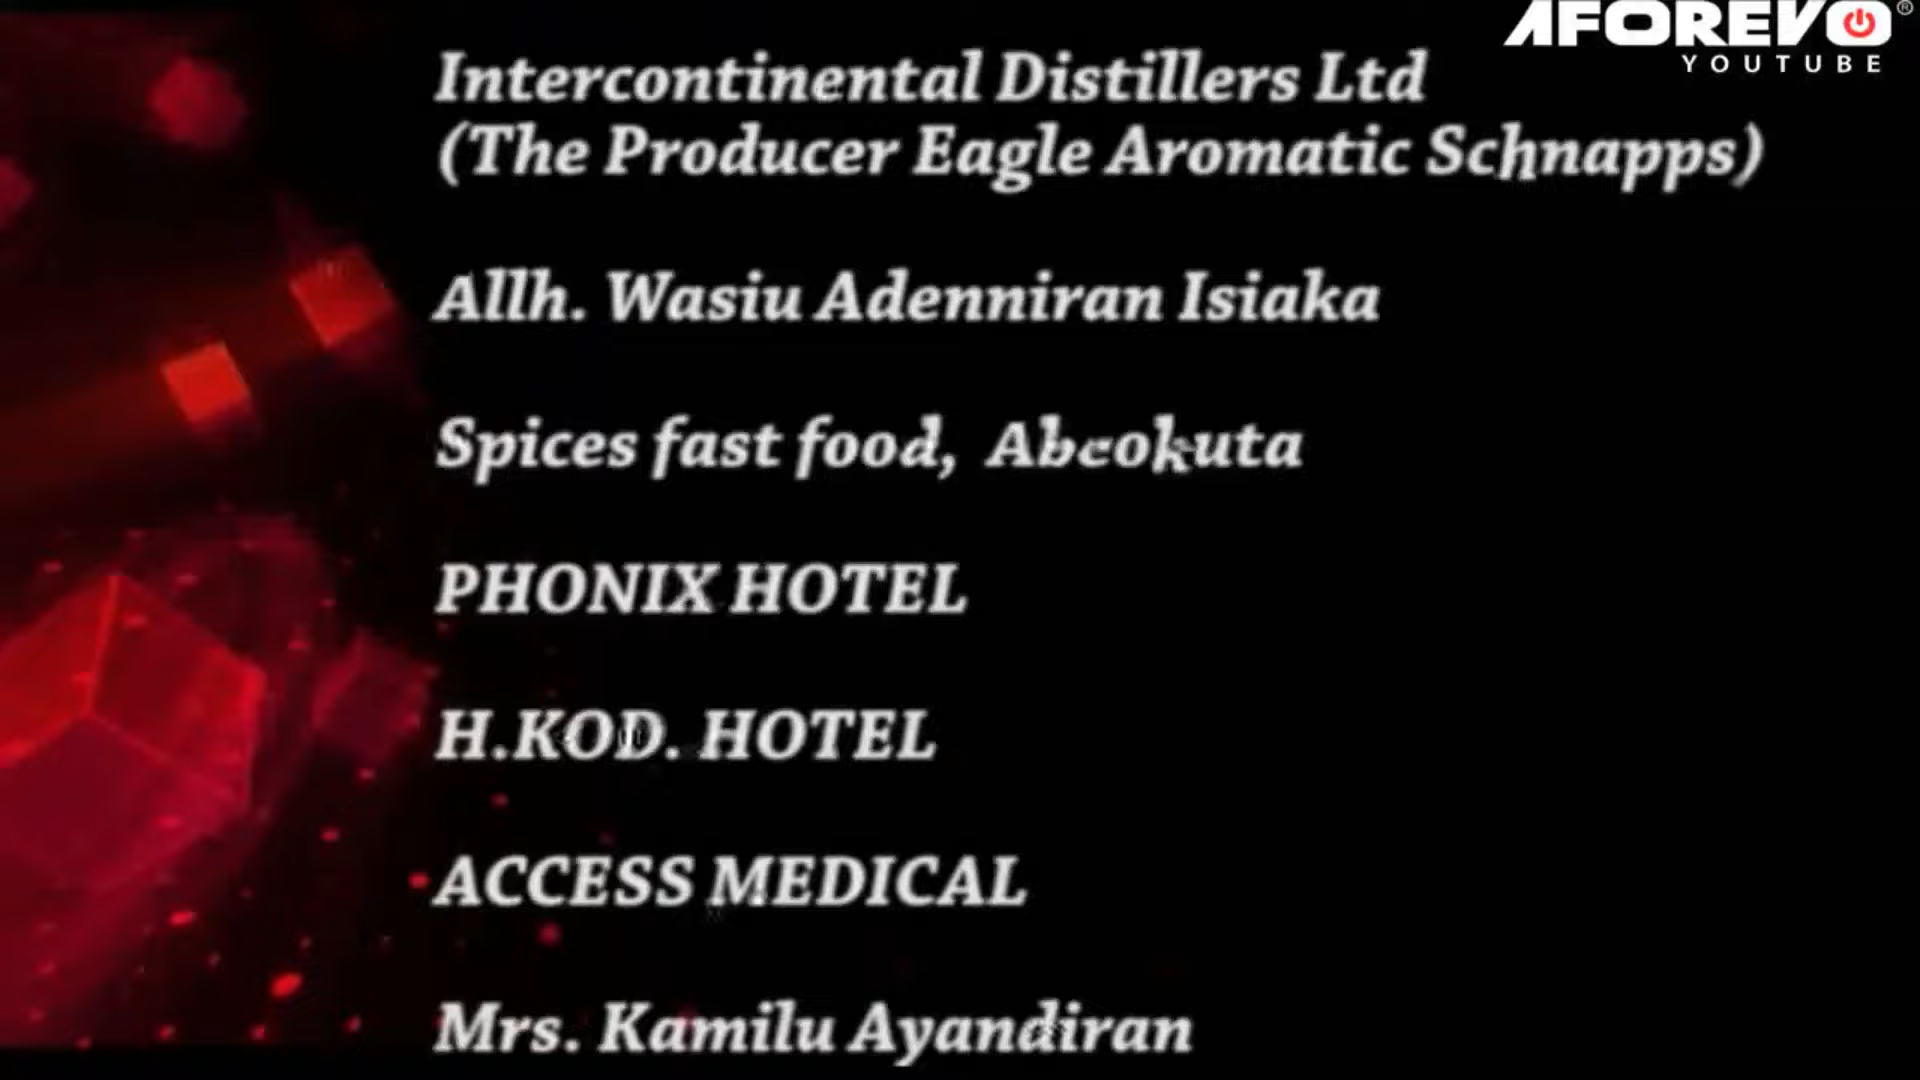 AFOREVO®
YOUTUBE
Intercontinental Distillers Ltd
(The Producer Eagle Aromatic Schnapps)
Allh. Wasiu Adenniran Isiaka
Spices fast food, Abeokuta
PHONIX HOTEL
H.KOD. HOTEL
ACCESS MEDICAL
Mrs. Kamilu Ayandiran